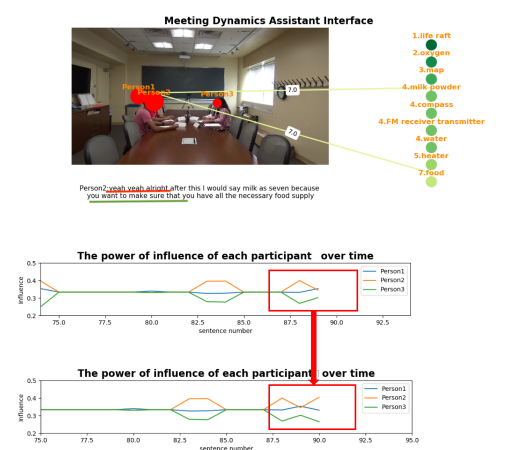 Meeting Dynamics Assistant Interface
1.life raft
2.oxygen
3.map
4.milk powder
4.compass
4.FM receiver transmitter
4.water
5.heater
7.food
Person1
Person2
Person3
7.0
7.0
Person2:yeah yeah alright after this I would say milk as seven because
you want to make sure that you have all the necessary food supply
The power of influence of each participant over time
0.5
0.4
0.3
0.2
Influence
75.0 77.5 80.0 82.5 85.0 87.5 90.0 92.5
sentence number
Person1
Person2
Person3
The power of influence of each participant over time
0.5
0.4
0.3
0.2
Influence
75.0 77.5 80.0 82.5 85.0 87.5 90.0 92.5 95.0
sentence number
Person1
Person2
Person3